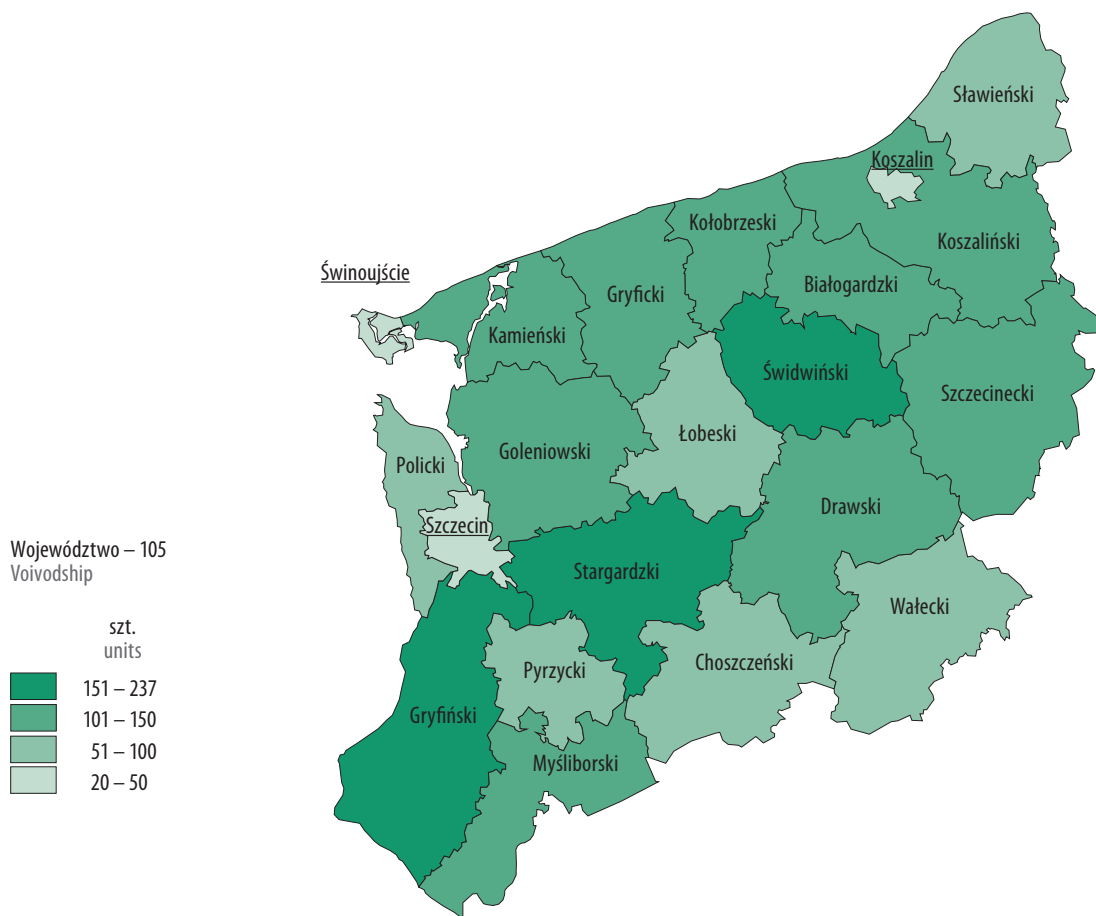 Sławieński
Koszalin
Kołobrzeski
Koszaliński
Świnoujście
Gryficki
Białogardzki
Kamieński
Świdwiński
Szczecinecki
Łobeski
Goleniowski
Policki
Drawski
Szczecin
Województwo – 105
Voivodship
Stargardzki
Wałecki
szt.
units
Choszczeński
Pyrzycki
151 – 237
Gryfiński
101 – 150
51 – 100
Myśliborski
20 – 50